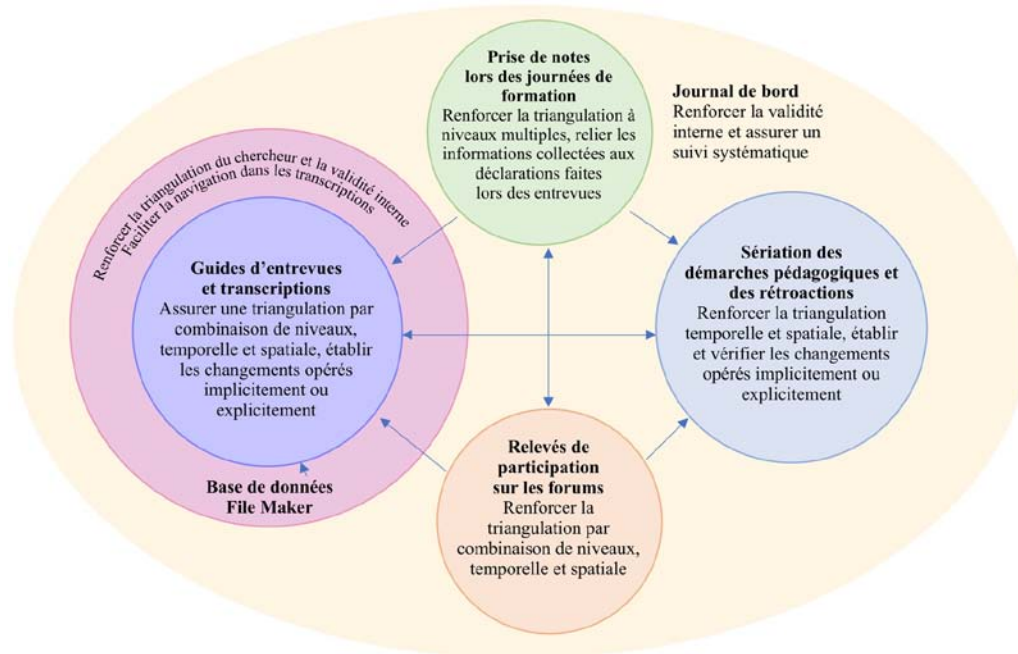 Prise de notes
lors des journées de
formation
Renforcer la triangulation à
niveaux multiples, relier les
informations collectées aux
déclarations faites
lors des entrevues
Journal de bord
Renforcer la validité
interne et assurer un
suivi systématique
Renforcer la triangulation du chercheur et la validité interne
Faciliter la navigation dans les transcriptions
Guides d'entrevues
et transcriptions
Assurer une triangulation par
combinaison de niveaux,
temporelle et spatiale, établir
les changements opérés
implicitement ou
explicitement
Sériation des
démarches pédagogiques et
des rétroactions
Renforcer la triangulation
temporelle et spatiale, établir
et vérifier les changements
opérés implicitement ou
explicitement
Base de données
File Maker
Relevés de
participation
sur les forums
Renforcer la
triangulation par
combinaison de niveaux,
temporelle et spatiale